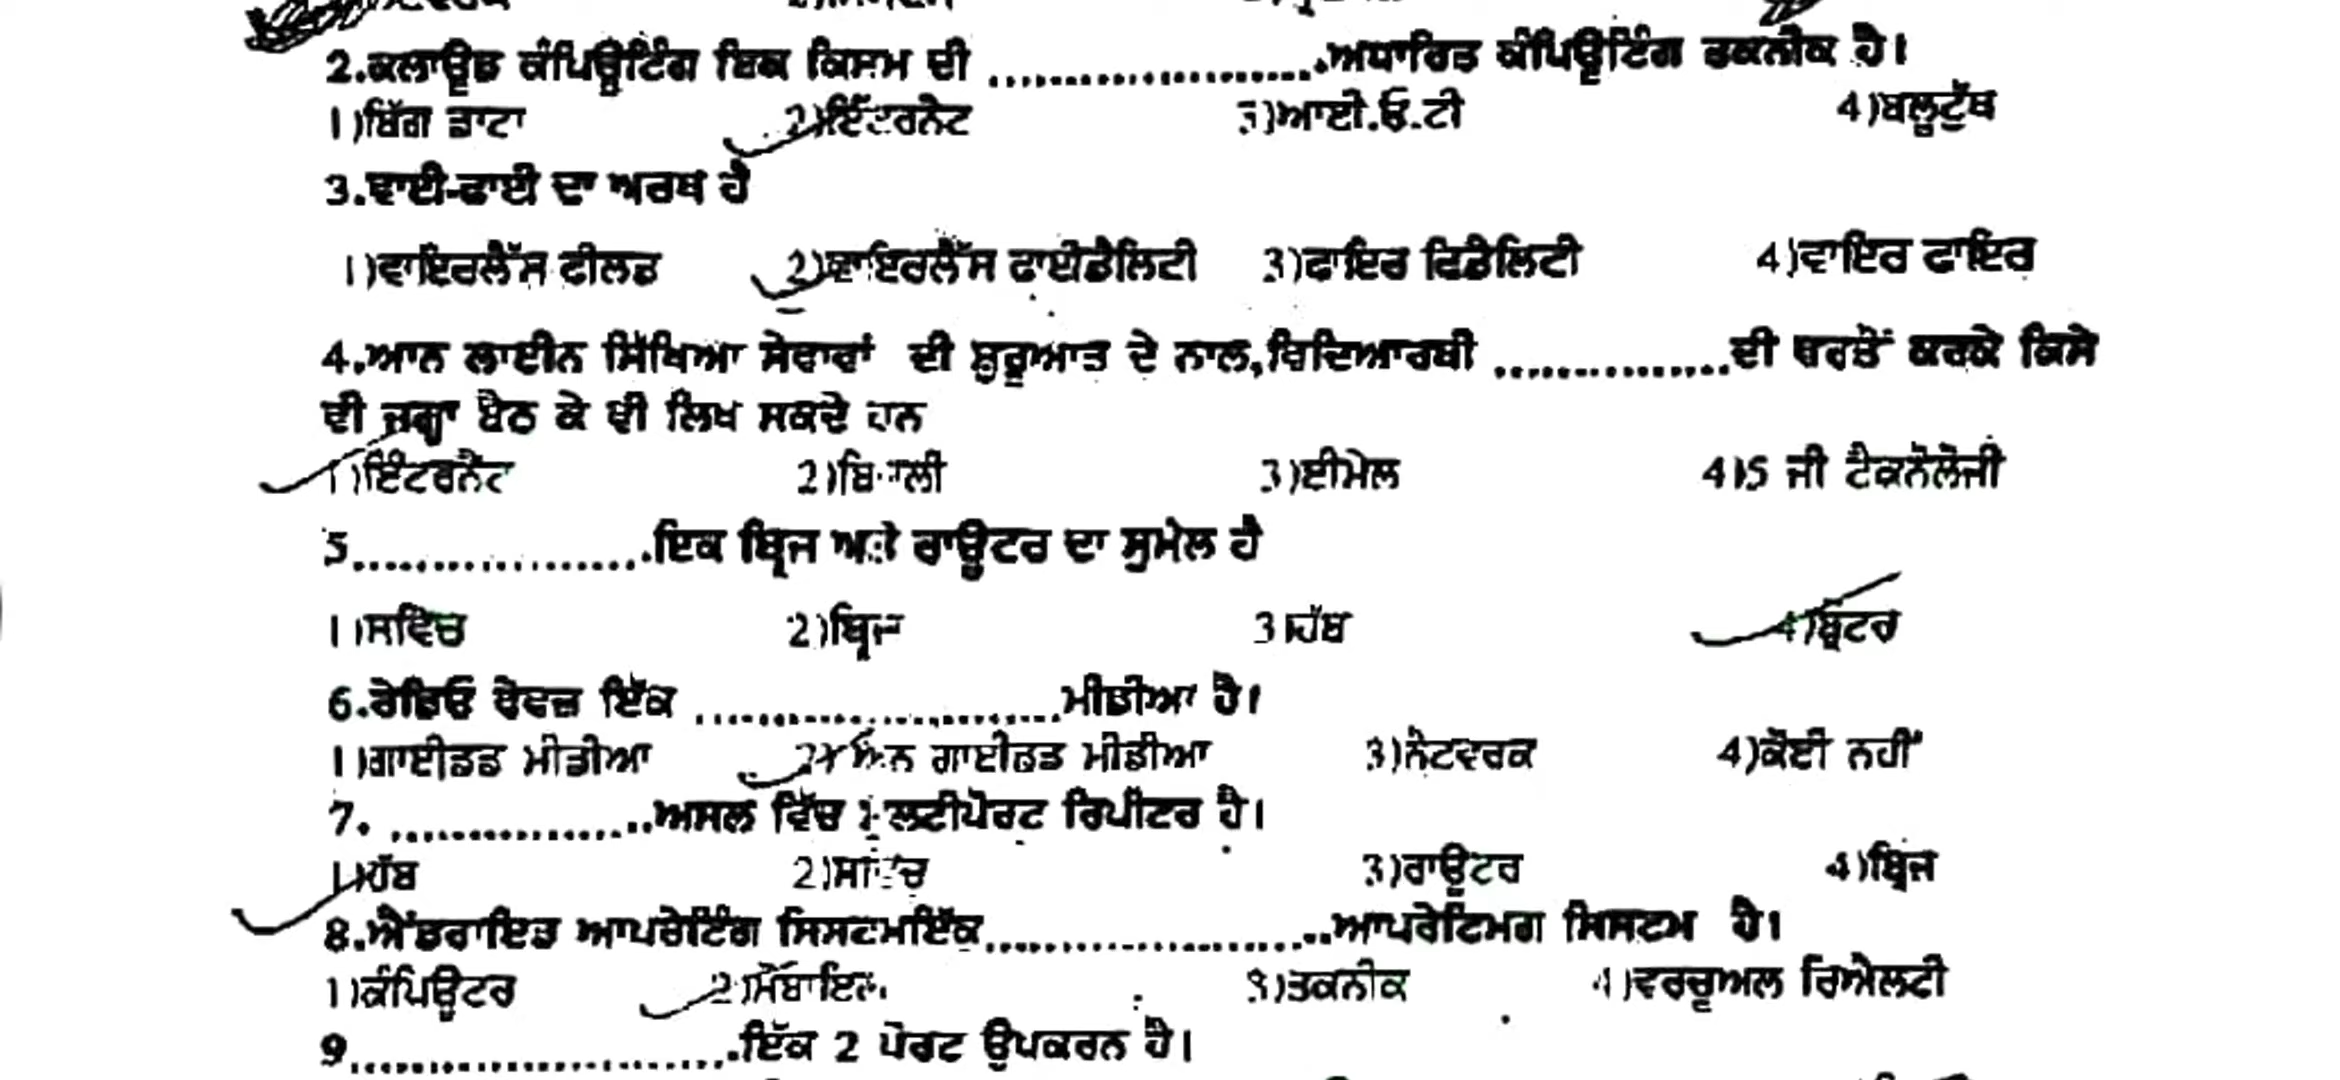 2.ਕਲਾਊਡ ਕੰਪਿਊਟਿੰਗ ਇਕ ਕਿਸਮ ਦੀ ........................ਅਧਾਰਿਤ ਕੰਪਿਊਟਿੰਗ ਤਕਨੀਕ ਹੈ।
1)ਬਿੱਗ ਡਾਟਾ 2)ਇੰਟਰਨੇਟ 3)ਆਈ.ਓ.ਟੀ 4)ਬਲੂਟੁੱਥ
3.ਵਾਈ-ਫਾਈ ਦਾ ਅਰਥ ਹੈ
1)ਵਾਇਰਲੈੱਸ ਫੀਲਡ 2)ਵਾਇਰਲੈੱਸ ਫਾਈਡੈਲਿਟੀ 3)ਫਾਇਰ ਫਿਡੈਲਿਟੀ 4)ਵਾਇਰ ਫਾਇਰ
4.ਆਨ ਲਾਈਨ ਸਿੱਖਿਆ ਸੇਵਾਵਾਂ ਦੀ ਸ਼ੁਰੂਆਤ ਦੇ ਨਾਲ,ਵਿਦਿਆਰਥੀ ..................ਦੀ ਵਰਤੋਂ ਕਰਕੇ ਕਿਸੇ
ਵੀ ਜਗ੍ਹਾ ਬੈਠ ਕੇ ਵੀ ਲਿਖ ਸਕਦੇ ਹਨ
1)ਇੰਟਰਨੈੱਟ 2)ਬਿਜਲੀ 3)ਈਮੇਲ 4)5 ਜੀ ਟੈਕਨੋਲੋਜੀ
5.....................ਇਕ ਬ੍ਰਿਜ ਅਤੇ ਰਾਊਟਰ ਦਾ ਸੁਮੇਲ ਹੈ
1)ਸਵਿੱਚ 2)ਬ੍ਰਿਜ 3)ਹੱਬ 4)ਬ੍ਰੋਟਰ
6.ਰੇਡਿਓ ਵੇਵਜ਼ ਇੱਕ ..........................ਮੀਡੀਆ ਹੈ।
1)ਗਾਈਡਡ ਮੀਡੀਆ 2) ਅਨ ਗਾਈਡਡ ਮੀਡੀਆ 3)ਨੇਟਵਰਕ 4)ਕੋਈ ਨਹੀਂ
7. ...................ਅਸਲ ਵਿੱਚ ਮਲਟੀਪੋਰਟ ਰਿਪੀਟਰ ਹੈ।
1)ਹੱਬ 2)ਸਵਿੱਚ 3)ਰਾਊਟਰ 4)ਬ੍ਰਿਜ
8.ਐਂਡਰਾਇਡ ਆਪਰੇਟਿੰਗ ਸਿਸਟਮਇੱਕ........................ਆਪਰੇਟਿਮਗ ਸਿਸਟਮ ਹੈ।
1)ਕੰਪਿਊਟਰ 2)ਮੋਬਾਇਲ 3)ਤਕਨੀਕ 4)ਵਰਚੂਅਲ ਰਿਐਲਟੀ
9...........................ਇੱਕ 2 ਪੋਰਟ ਉਪਕਰਨ ਹੈ।